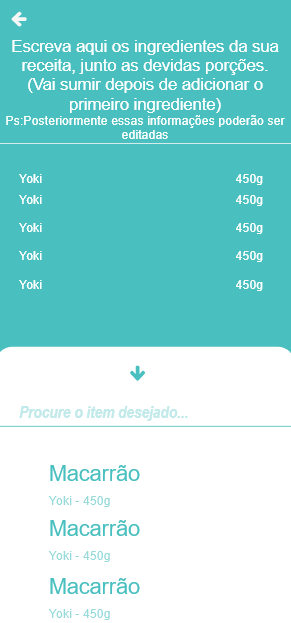 Escreva aqui os ingredientes da sua
receita, junto as devidas porções.
(Vai sumir depois de adicionar o
primeiro ingrediente)
Ps:Posteriormente essas informações poderão ser
editadas
Yoki 450g
Yoki 450g
Yoki 450g
Yoki 450g
Yoki 450g
Procure o item desejado...
Macarrão
Yoki - 450g
Macarrão
Yoki - 450g
Macarrão
Yoki - 450g